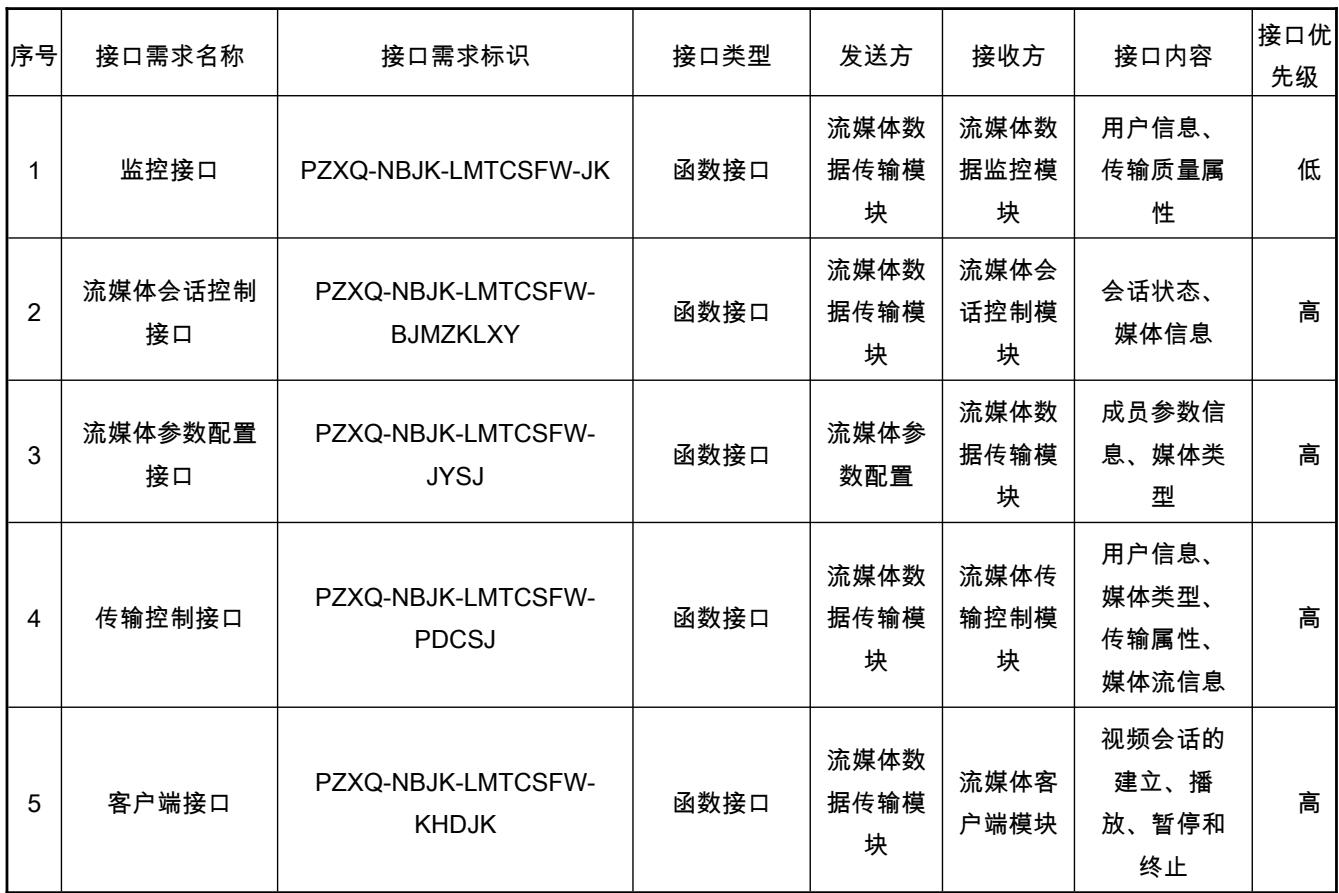 序号 接口需求名称 接口需求标识 接口类型 发送方 接收方 接口内容 接口优
先级
1 监控接口 PZXQ-NBJK-LMTCSFW-JK 函数接口 流媒体数
据传输模
块 流媒体数
据监控模
块 用户信息、
传输质量属
性 低
2 流媒体会话控制
接口 PZXQ-NBJK-LMTCSFW-
BJMZKLXY 函数接口 流媒体数
据传输模
块 流媒体会
话控制模
块 会话状态、
媒体信息 高
3 流媒体参数配置
接口 PZXQ-NBJK-LMTCSFW-
JYSJ 函数接口 流媒体参
数配置 流媒体数
据传输模
块 成员参数信
息、媒体类
型 高
4 传输控制接口 PZXQ-NBJK-LMTCSFW-
PDCSJ 函数接口 流媒体数
据传输模
块 流媒体传
输控制模
块 用户信息、
媒体类型、
传输属性、
媒体流信息 高
5 客户端接口 PZXQ-NBJK-LMTCSFW-
KHDJK 函数接口 流媒体数
据传输模
块 流媒体客
户端模块 视频会话的
建立、播
放、暂停和
终止 高